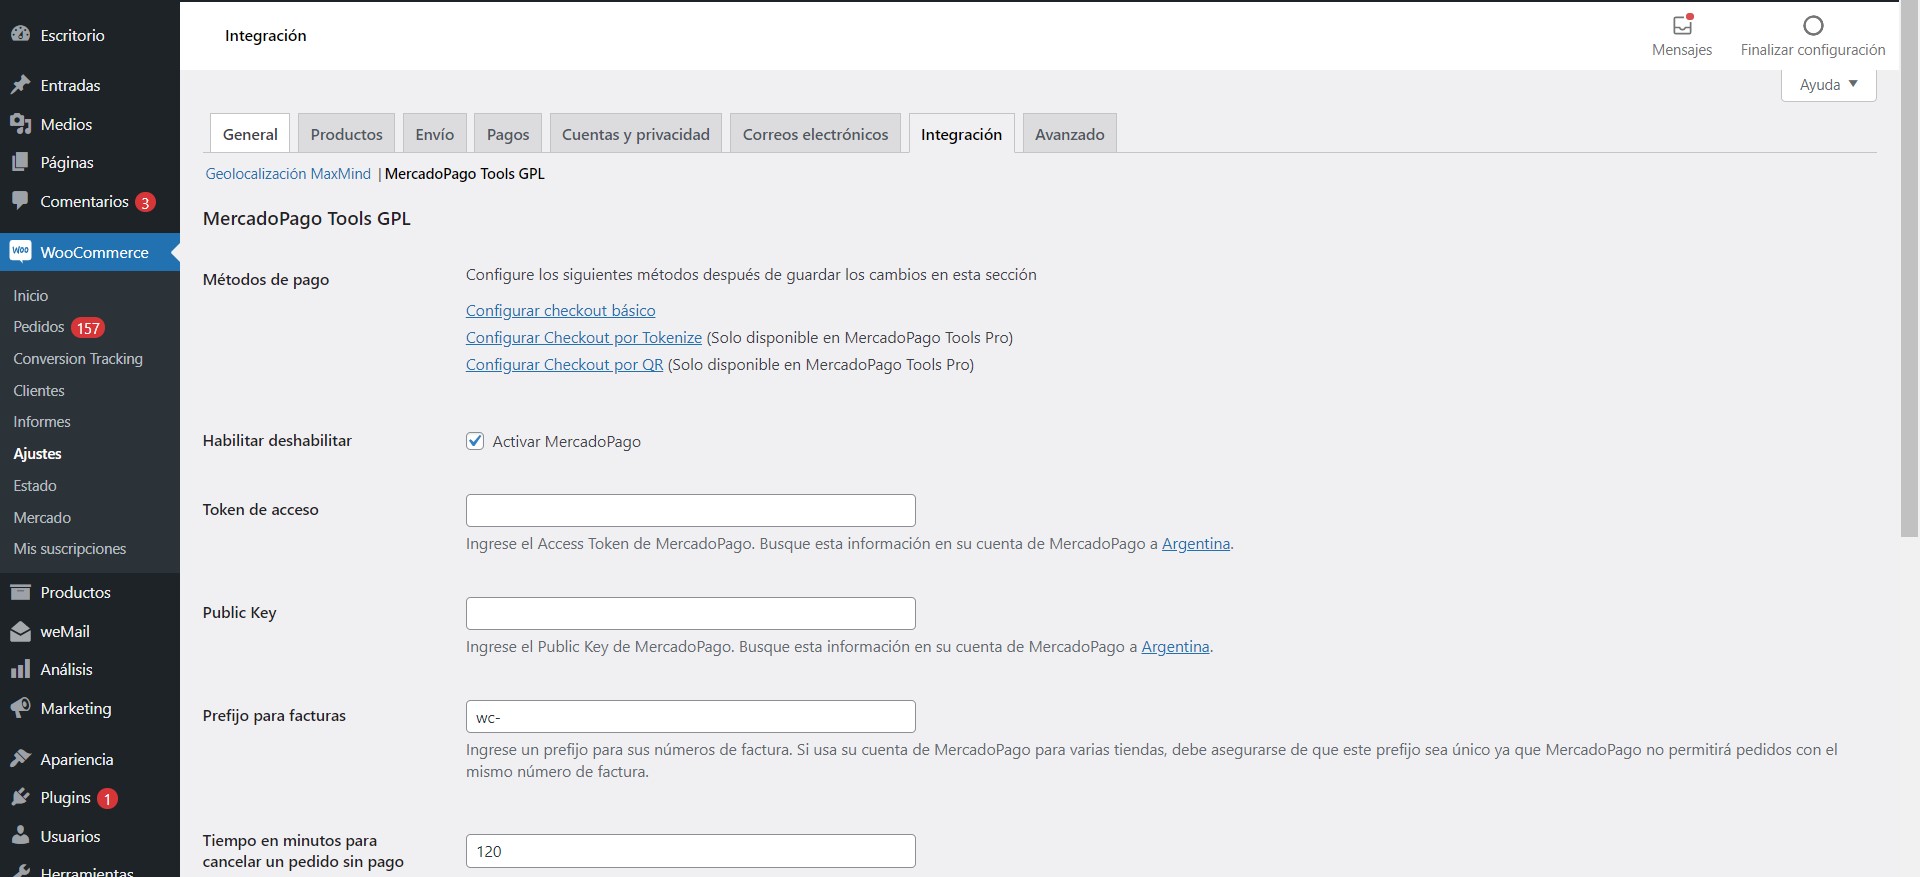 Escritorio
Entradas
Medios
Páginas
Comentarios 3
woo WooCommerce
Inicio
Pedidos 157
Conversion Tracking
Clientes
Informes
Ajustes
Estado
Mercado
Mis suscripciones
Productos
weMail
Análisis
Marketing
Apariencia
Plugins 1
Usuarios
Herramientas
Integración
Mensajes
Finalizar configuración
Ayuda
General Productos Envío Pagos Cuentas y privacidad Correos electrónicos Integración Avanzado
Geolocalización MaxMind | MercadoPago Tools GPL
MercadoPago Tools GPL
Métodos de pago
Configure los siguientes métodos después de guardar los cambios en esta sección
Configurar checkout básico
Configurar Checkout por Tokenize (Solo disponible en MercadoPago Tools Pro)
Configurar Checkout por QR (Solo disponible en MercadoPago Tools Pro)
Habilitar deshabilitar
Activar MercadoPago
Token de acceso
Ingrese el Access Token de MercadoPago. Busque esta información en su cuenta de MercadoPago a Argentina.
Public Key
Ingrese el Public Key de MercadoPago. Busque esta información en su cuenta de MercadoPago a Argentina.
Prefijo para facturas
wc-
Ingrese un prefijo para sus números de factura. Si usa su cuenta de MercadoPago para varias tiendas, debe asegurarse de que este prefijo sea único ya que MercadoPago no permitirá pedidos con el
mismo número de factura.
Tiempo en minutos para
cancelar un pedido sin pago
120